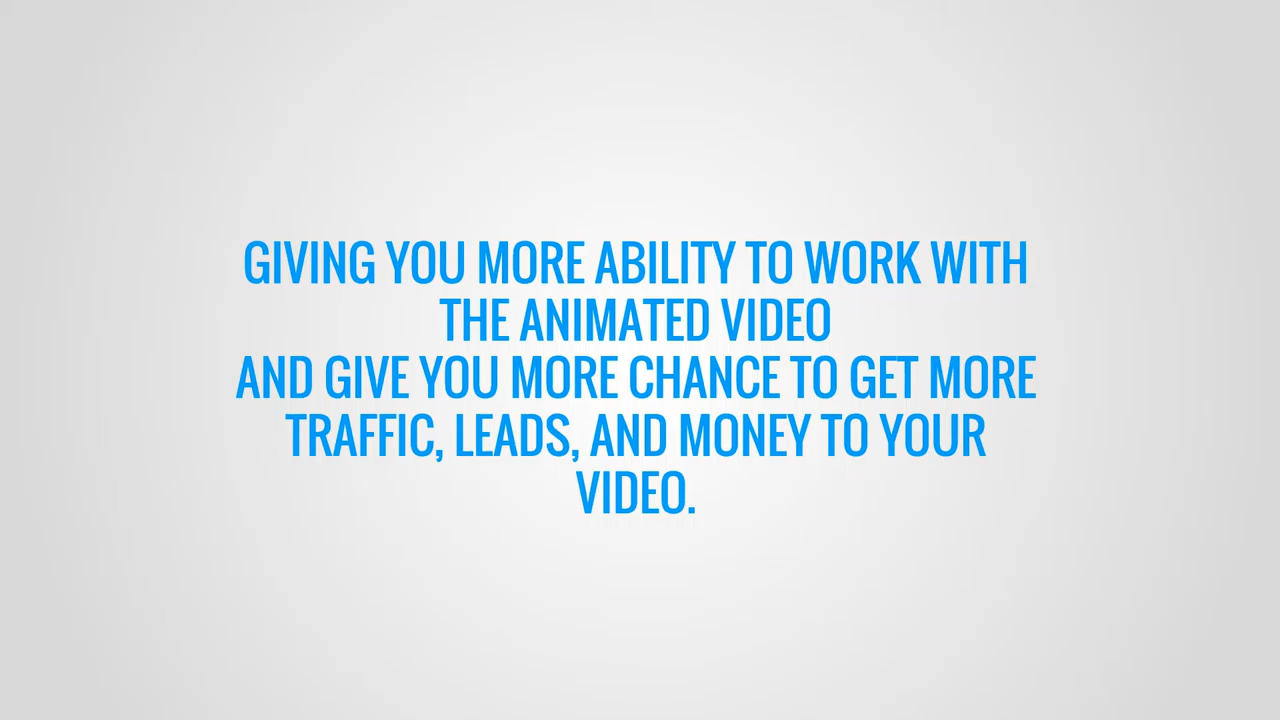 GIVING YOU MORE ABILITY TO WORK WITH
THE ANIMATED VIDEO
AND GIVE YOU MORE CHANCE TO GET MORE
TRAFFIC, LEADS, AND MONEY TO YOUR
VIDEO.